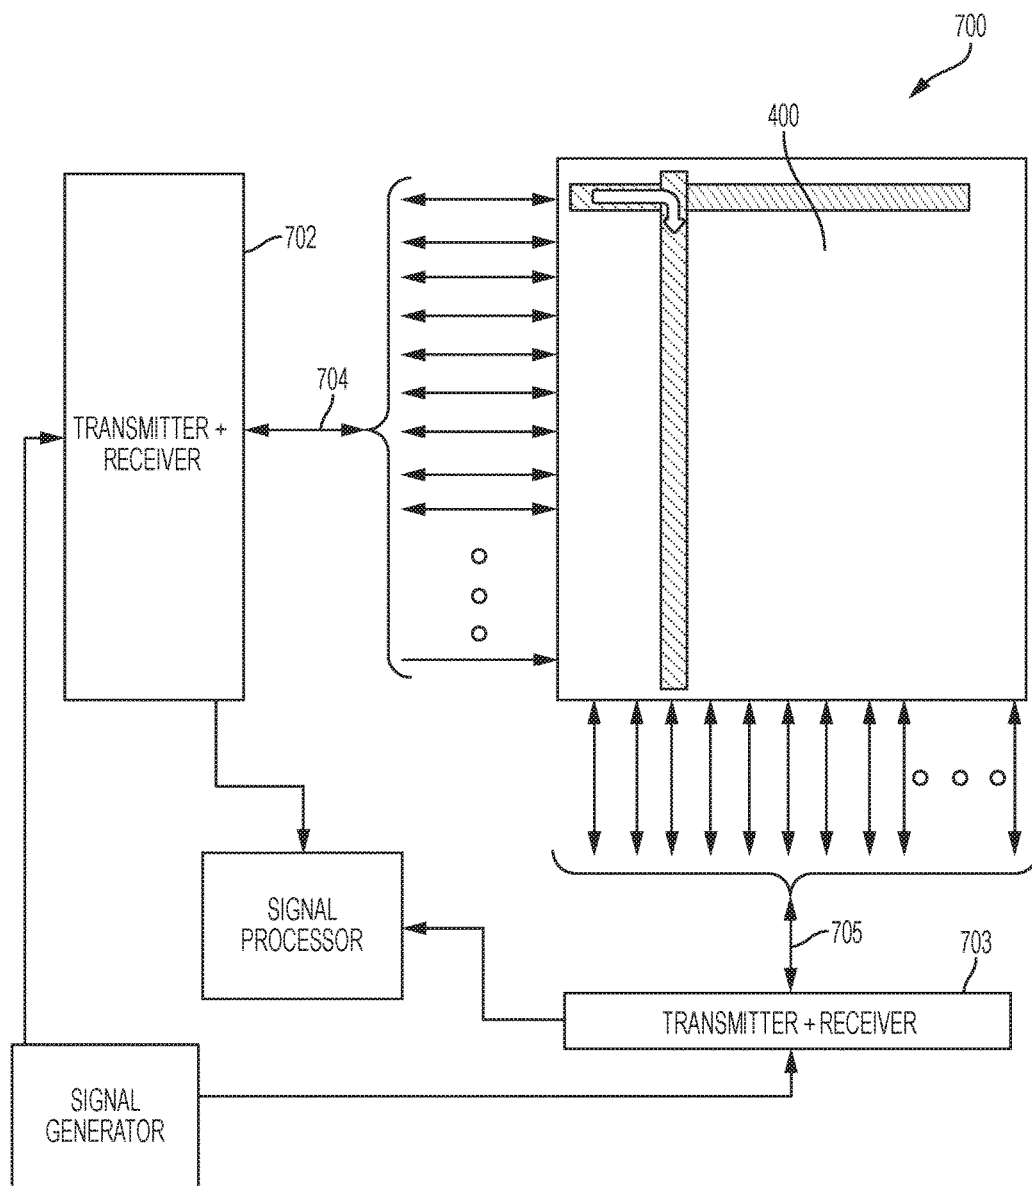 700
400
702
704
TRANSMITTER +
RECEIVER
SIGNAL
PROCESSOR
705
703
TRANSMITTER + RECEIVER
SIGNAL
GENERATOR